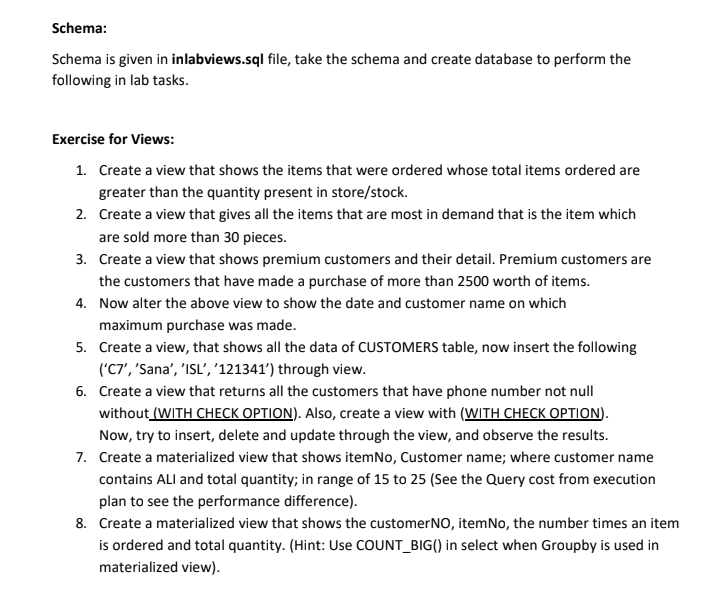 Schema:
Schema is given in inlabviews.sql file, take the schema and create database to perform the
following in lab tasks.
Exercise for Views:
1. Create a view that shows the items that were ordered whose total items ordered are
greater than the quantity present in store/stock.
2. Create a view that gives all the items that are most in demand that is the item which
are sold more than 30 pieces.
3. Create a view that shows premium customers and their detail. Premium customers are
the customers that have made a purchase of more than 2500 worth of items.
4. Now alter the above view to show the date and customer name on which
maximum purchase was made.
5. Create a view, that shows all the data of CUSTOMERS table, now insert the following
(‘C7’, ’Sana’, ’ISL’, ’121341’) through view.
6. Create a view that returns all the customers that have phone number not null
without (WITH CHECK OPTION). Also, create a view with (WITH CHECK OPTION).
Now, try to insert, delete and update through the view, and observe the results.
7. Create a materialized view that shows itemNo, Customer name; where customer name
contains ALI and total quantity; in range of 15 to 25 (See the Query cost from execution
plan to see the performance difference).
8. Create a materialized view that shows the customerNO, itemNo, the number times an item
is ordered and total quantity. (Hint: Use COUNT_BIG() in select when Groupby is used in
materialized view).